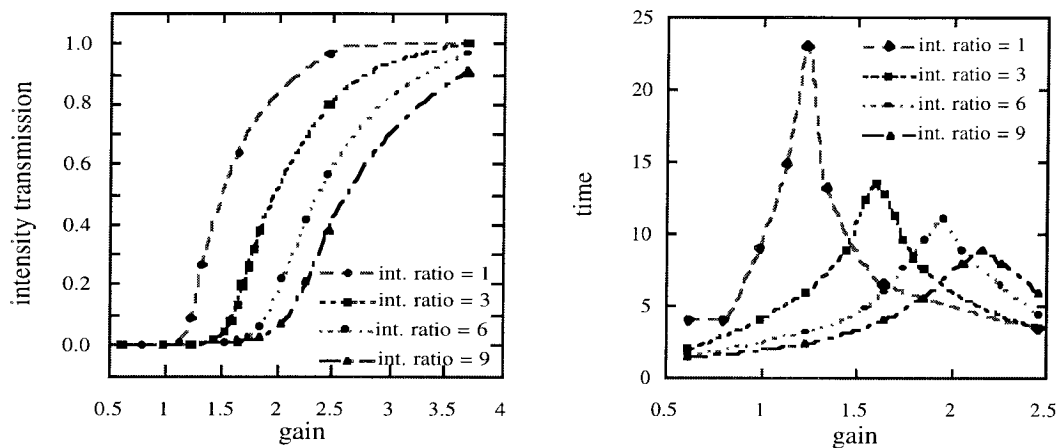 intensity transmission
1.0
0.8
0.6
0.4
0.2
0.0
int. ratio = 1
int. ratio = 3
int. ratio = 6
int. ratio = 9
0.5 1 1.5 2 2.5 3 3.5 4
gain
time
25
20
15
10
5
0
int. ratio = 1
int. ratio = 3
int. ratio = 6
int. ratio = 9
0.5 1 1.5 2 2.5
gain